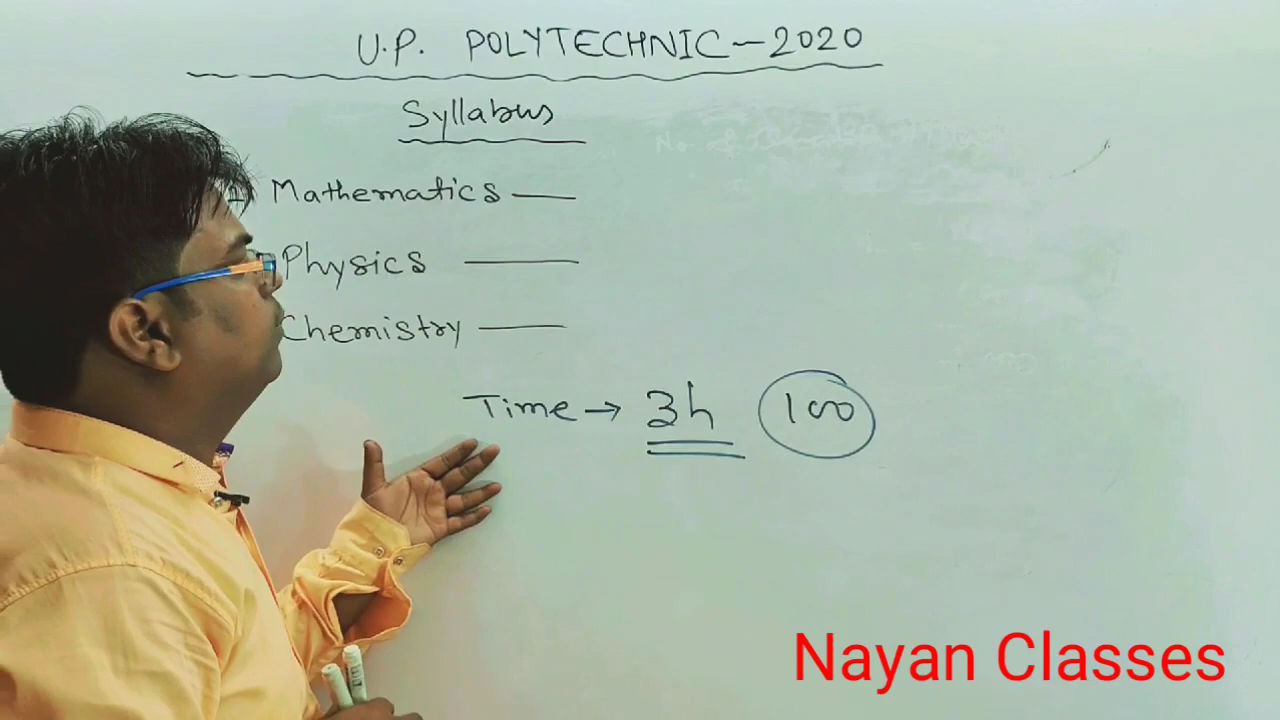 U.P. POLYTECHNIC - 2020
Syllabus
Mathematics —
Physics —
Chemistry —
Time → 3h 100
Nayan Classes